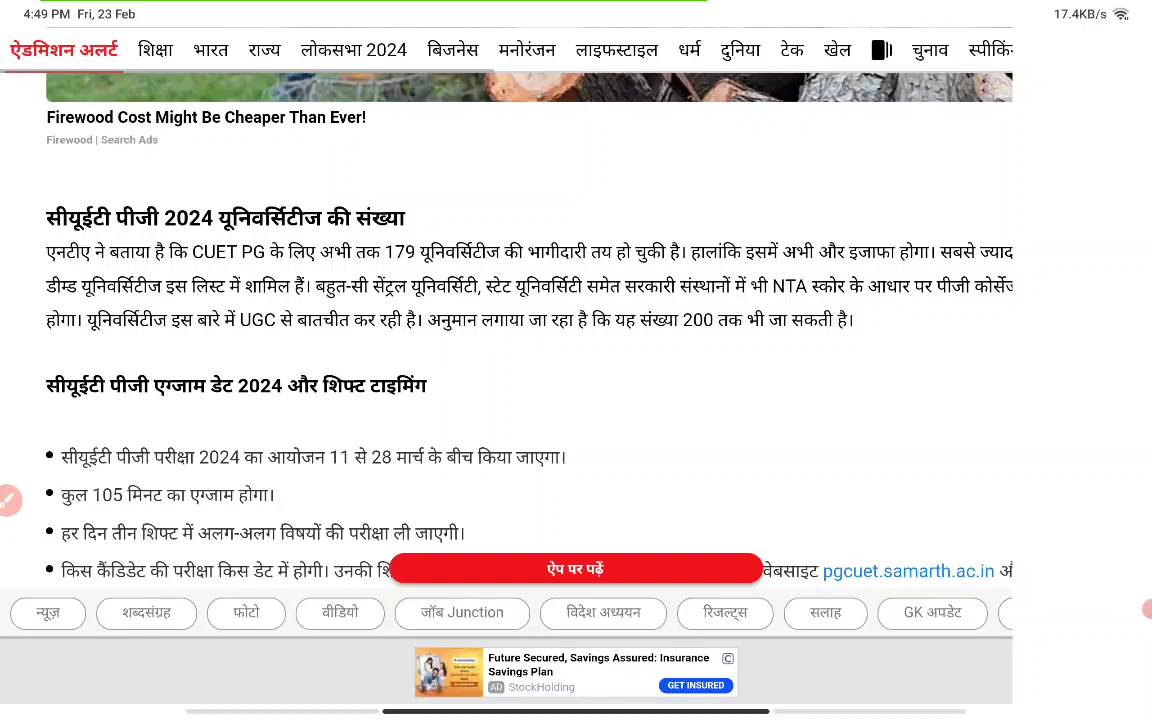 4:49 PM Fri, 23 Feb
17.4KB/s
ऐडमिशन अलर्ट शिक्षा भारत राज्य लोकसभा 2024 बिजनेस मनोरंजन लाइफस्टाइल धर्म दुनिया टेक खेल चुनाव
Firewood Cost Might Be Cheaper Than Ever!
Firewood | Search Ads
सीयूईटी पीजी 2024 यूनिवर्सिटीज की संख्या
एनटीए ने बताया है कि CUET PG के लिए अभी तक 179 यूनिवर्सिटीज की भागीदारी तय हो चुकी है। हालांकि इसमें अभी और इजाफा होगा। सबसे
डीम्ड यूनिवर्सिटीज इस लिस्ट में शामिल हैं। बहुत-सी सेंट्रल यूनिवर्सिटी, स्टेट यूनिवर्सिटी समेत सरकारी संस्थानों में भी NTA स्कोर के आधार पर पीजी
होगा। यूनिवर्सिटीज इस बारे में UGC से बातचीत कर रही है। अनुमान लगाया जा रहा है कि यह संख्या 200 तक भी जा सकती है।
सीयूईटी पीजी एग्जाम डेट 2024 और शिफ्ट टाइमिंग
सीयूईटी पीजी परीक्षा 2024 का आयोजन 11 से 28 मार्च के बीच किया जाएगा।
कुल 105 मिनट का एग्जाम होगा।
हर दिन तीन शिफ्ट में अलग-अलग विषयों की परीक्षा ली जाएगी।
किस कैंडिडेट की परीक्षा किस डेट में होगी। उनकी
ऐप पर पढ़ें
वेबसाइट pgcuet.samarth.ac.in
न्यूज़ शब्दसंग्रह फोटो वीडियो जॉब Junction विदेश अध्ययन रिजल्ट्स सलाह GK अपडेट
Future Secured, Savings Assured: Insurance
Savings Plan
AD StockHolding
GET INSURED